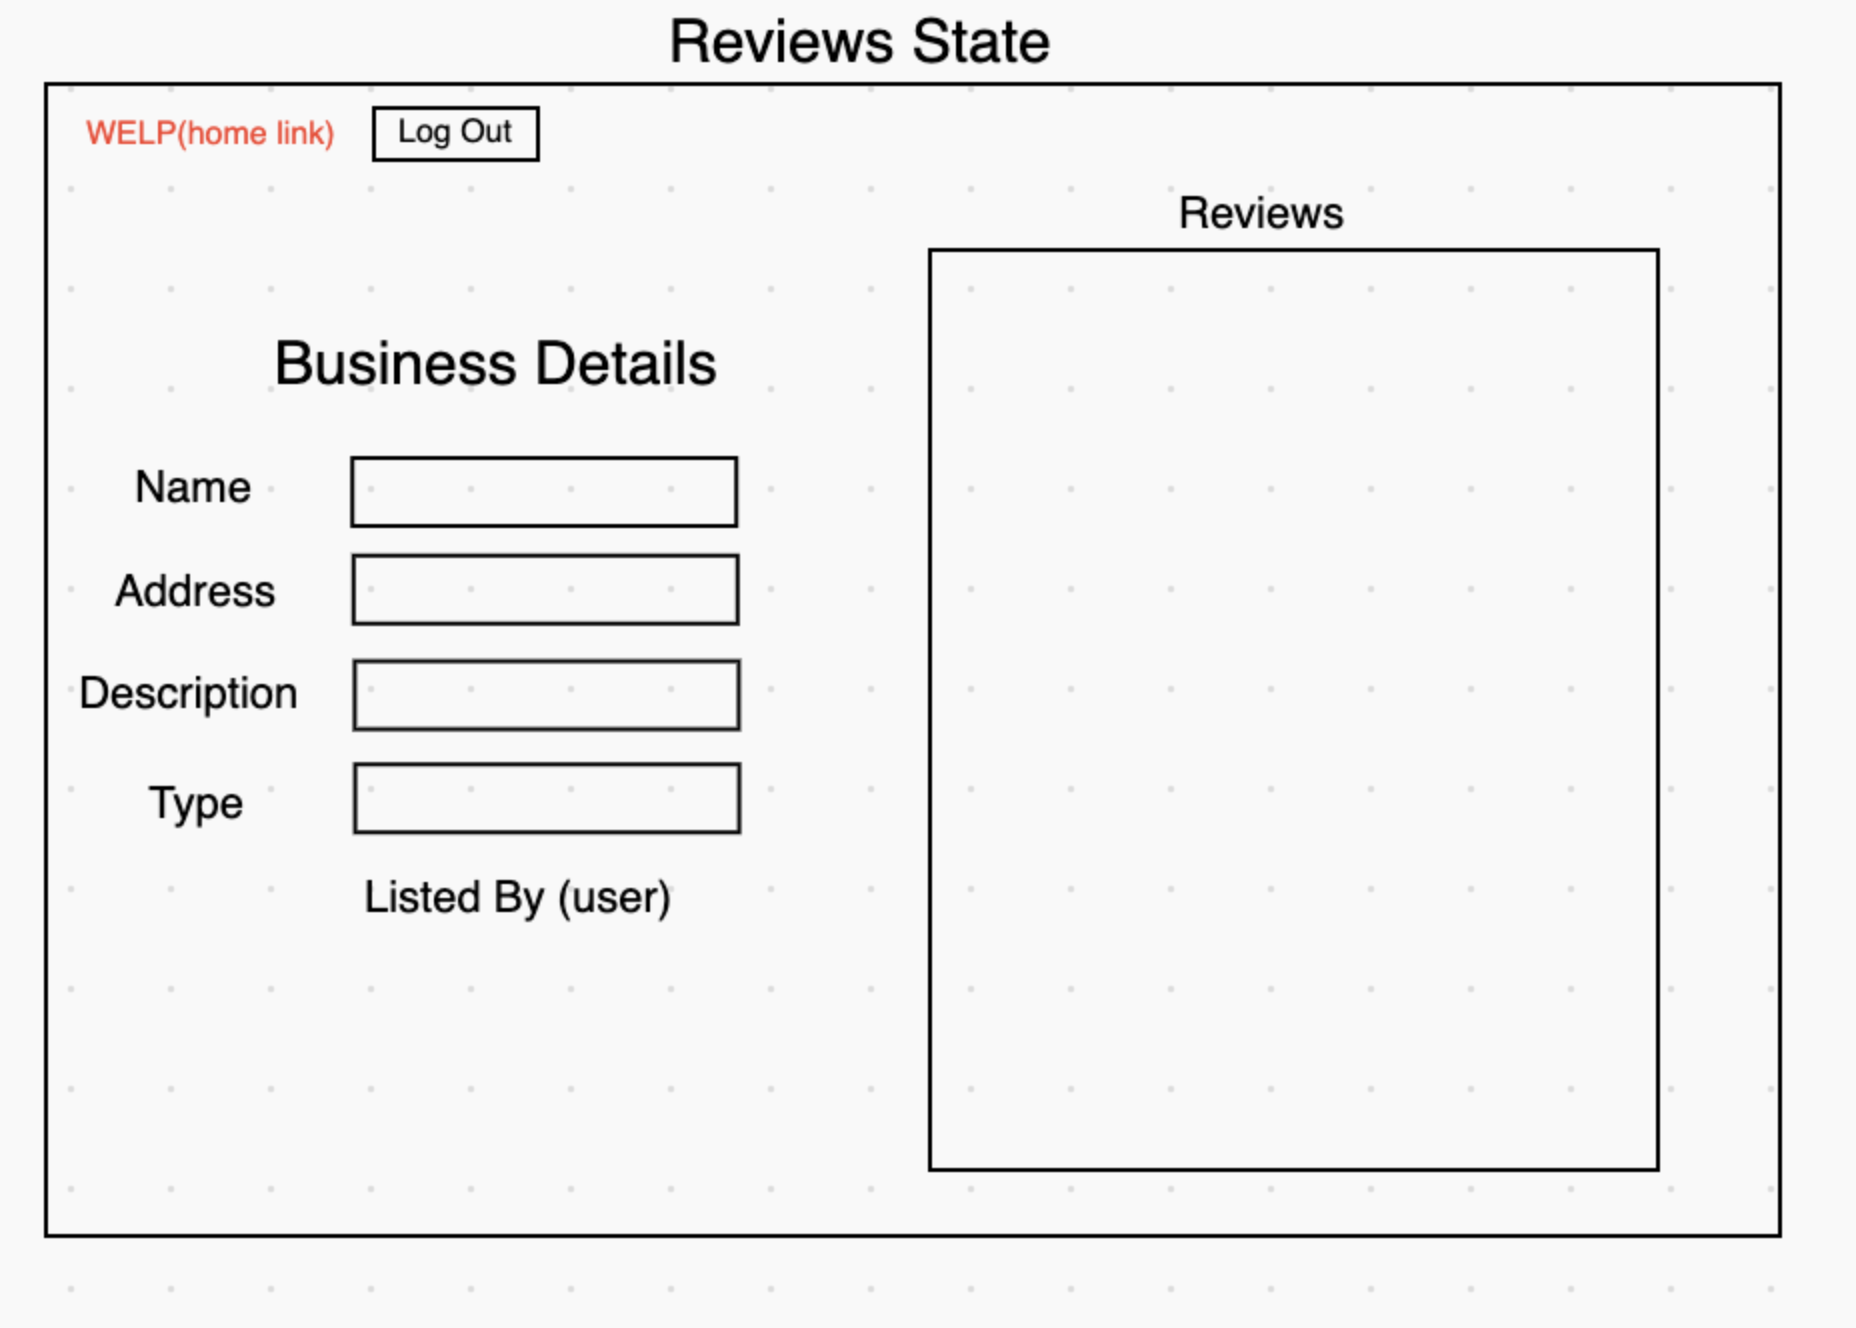 Reviews State
WELP(home link)
Log Out
Reviews
Business Details
Name
Address
Description
Type
Listed By (user)